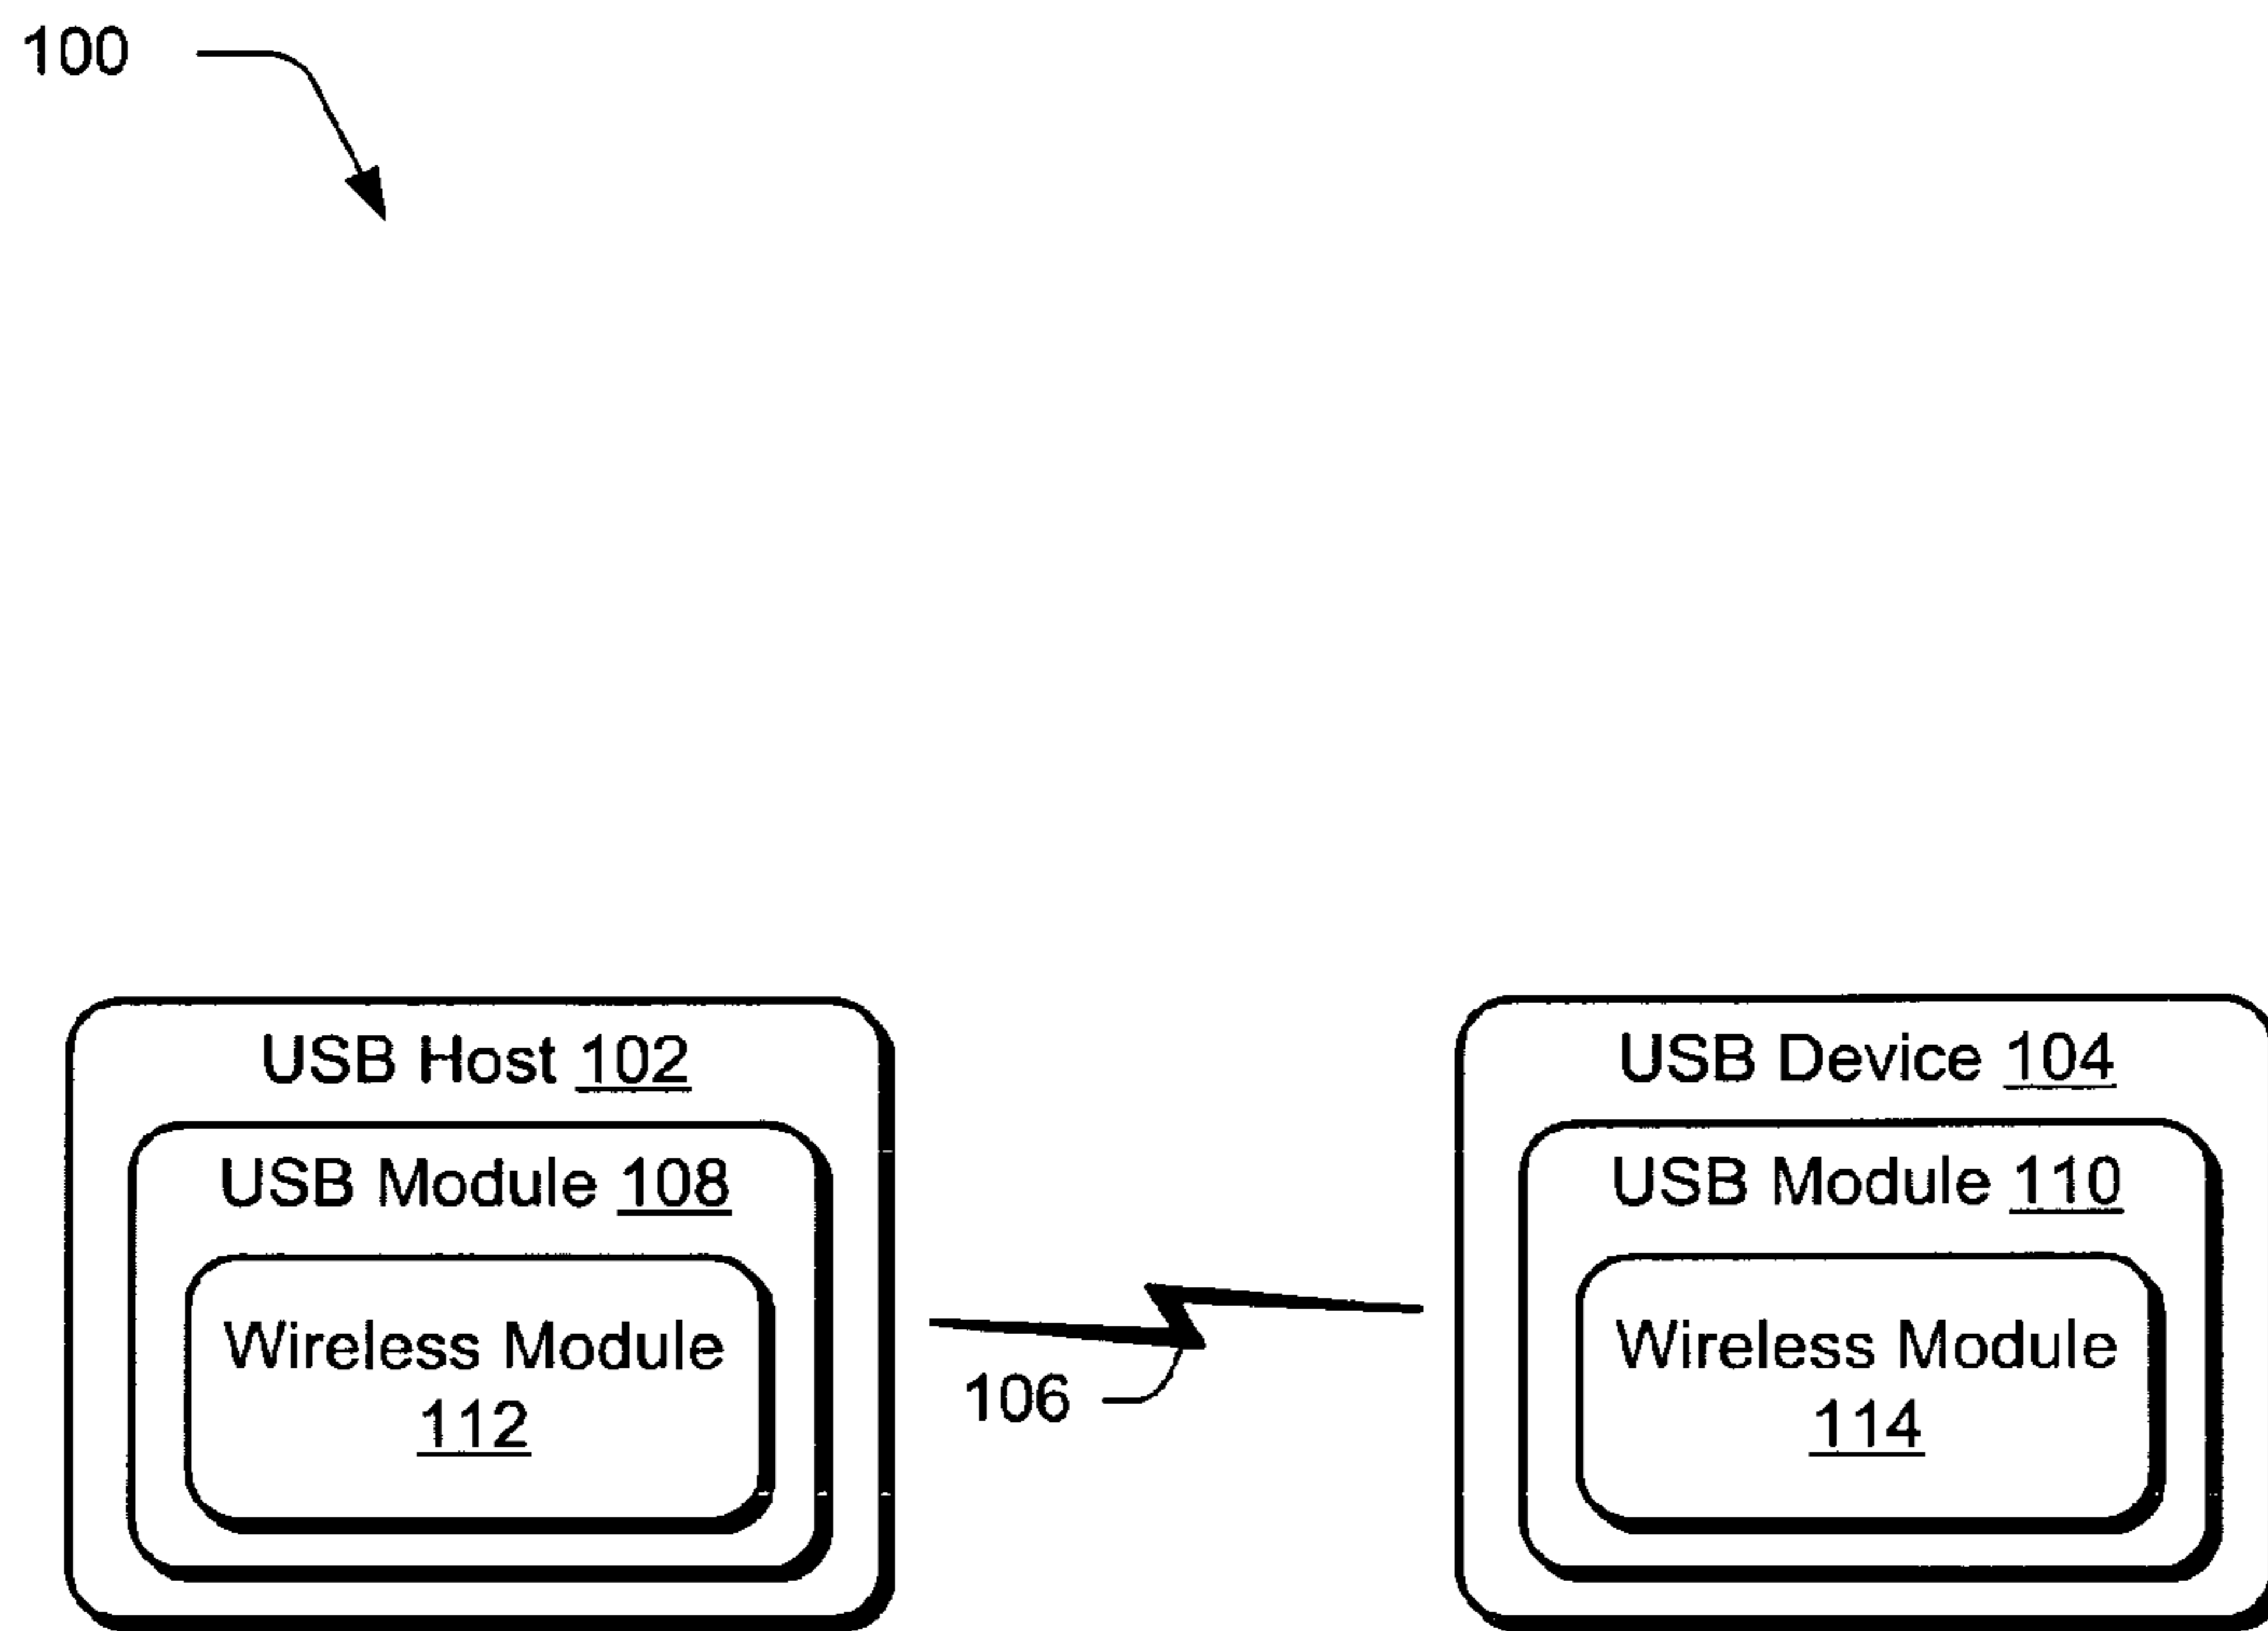 100
USB Host 102
USB Device 104
USB Module 108
USB Module 110
Wireless Module
112
Wireless Module
114
106